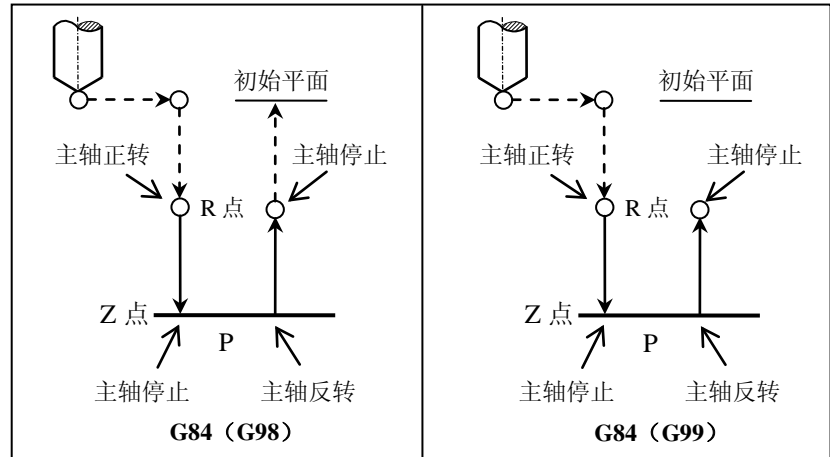 初始平面
主轴正转
主轴停止
R 点
Z 点
P
主轴停止
主轴反转
G84（G98）
初始平面
主轴正转
主轴停止
R 点
Z 点
P
主轴停止
主轴反转
G84（G99）